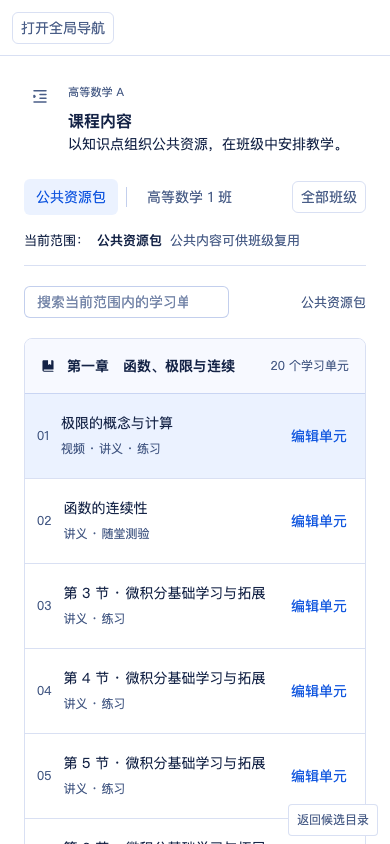 打开全局导航
高等数学 A
课程内容
以知识点组织公共资源，在班级中安排教学。
公共资源包
高等数学 1 班
全部班级
当前范围： 公共资源包 公共内容可供班级复用
搜索当前范围内的学习单
公共资源包
第一章 函数、极限与连续 20 个学习单元
01 极限的概念与计算
视频 · 讲义 · 练习
编辑单元
02 函数的连续性
讲义 · 随堂测验
编辑单元
03 第 3 节 · 微积分基础学习与拓展
讲义 · 练习
编辑单元
04 第 4 节 · 微积分基础学习与拓展
讲义 · 练习
编辑单元
05 第 5 节 · 微积分基础学习与拓展
讲义 · 练习
编辑单元
返回候选目录